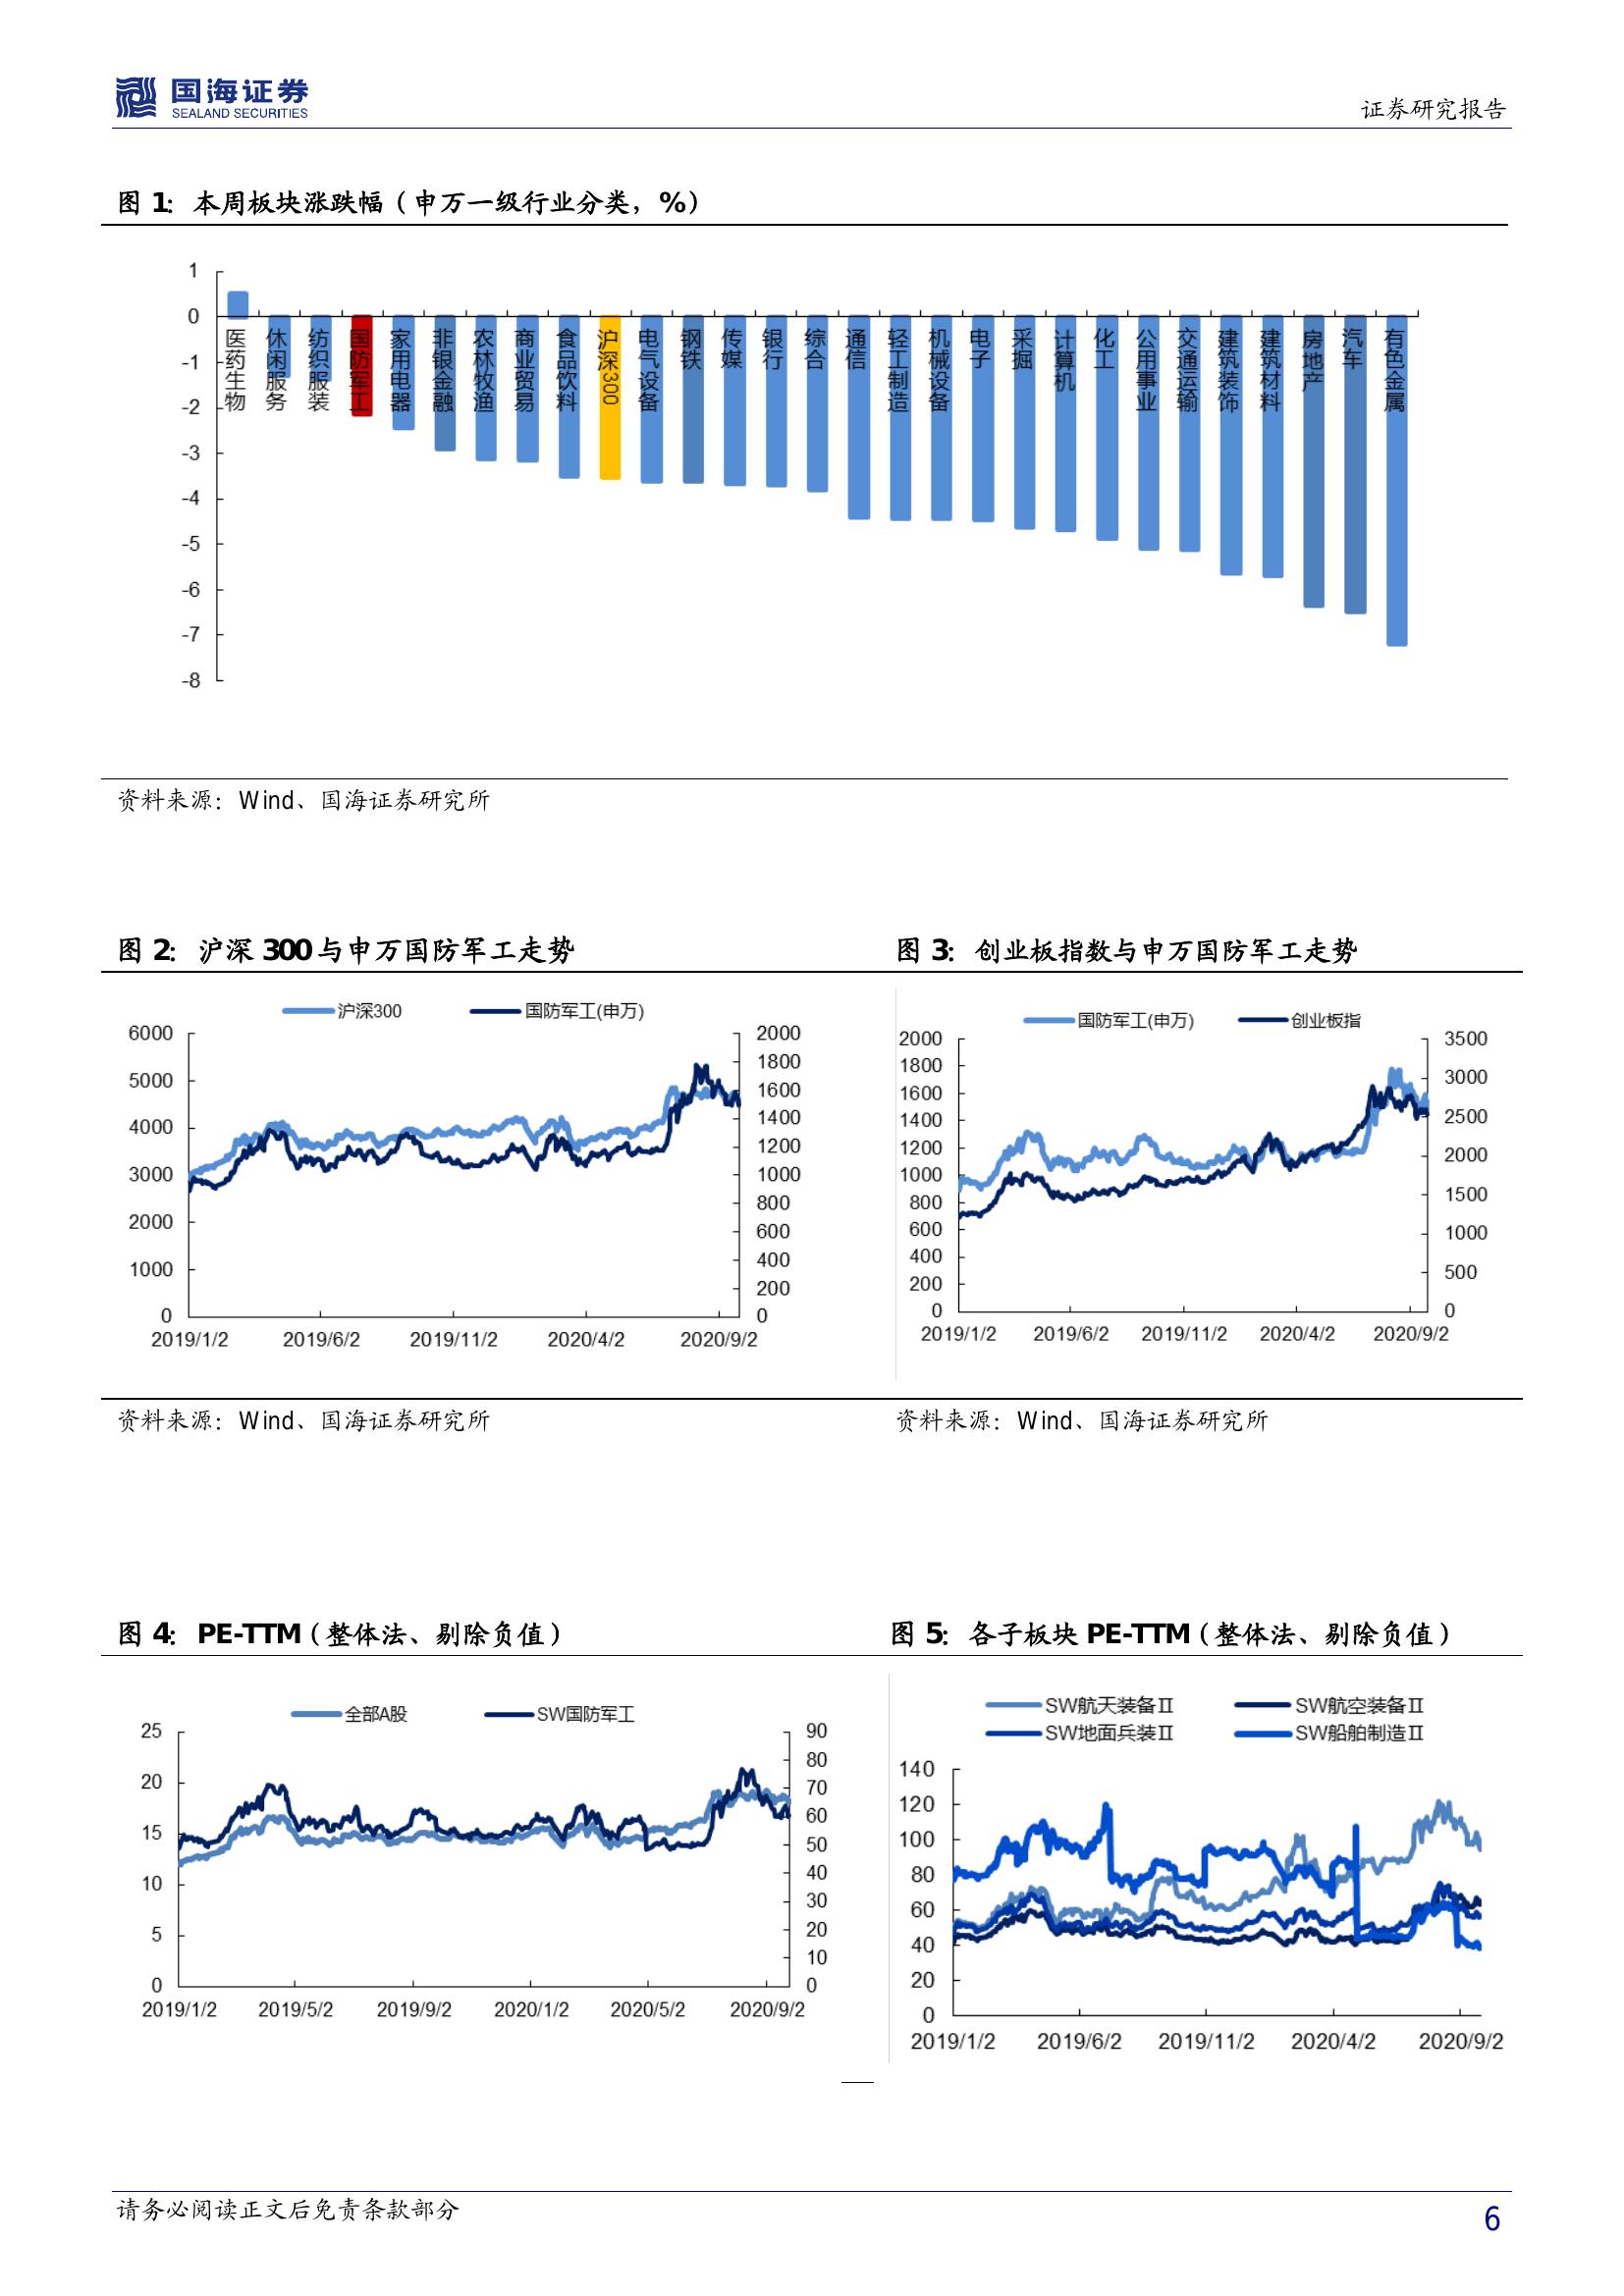 国海证券
SEALAND SECURITIES
证券研究报告
图 1：本周板块涨跌幅（申万一级行业分类，%）
1
0
-1
-2
-3
-4
-5
-6
-7
-8
医药生物
休闲服务
纺织服装
国防军工
家用电器
非银金融
农林牧渔
商业贸易
食品饮料
沪深300
电气设备
钢铁
传媒
银行
综合
通信
轻工制造
机械设备
电子
采掘
计算机
化工
公用事业
交通运输
建筑装饰
建筑材料
房地产
汽车
有色金属
资料来源：Wind、国海证券研究所
图 2：沪深 300 与申万国防军工走势
沪深300 国防军工(申万)
6000
5000
4000
3000
2000
1000
0
2000
1800
1600
1400
1200
1000
800
600
400
200
0
2019/1/2 2019/6/2 2019/11/2 2020/4/2 2020/9/2
资料来源：Wind、国海证券研究所
图 3：创业板指数与申万国防军工走势
国防军工(申万) 创业板指
2000
1800
1600
1400
1200
1000
800
600
400
200
0
3500
3000
2500
2000
1500
1000
500
0
2019/1/2 2019/6/2 2019/11/2 2020/4/2 2020/9/2
资料来源：Wind、国海证券研究所
图 4：PE-TTM（整体法、剔除负值）
全部A股 SW国防军工
25
20
15
10
5
0
90
80
70
60
50
40
30
20
10
0
2019/1/2 2019/5/2 2019/9/2 2020/1/2 2020/5/2 2020/9/2
图 5：各子板块 PE-TTM（整体法、剔除负值）
SW航天装备Ⅱ SW航空装备Ⅱ
SW地面兵装Ⅱ SW船舶制造Ⅱ
140
120
100
80
60
40
20
0
2019/1/2 2019/6/2 2019/11/2 2020/4/2 2020/9/2
请务必阅读正文后免责条款部分
6